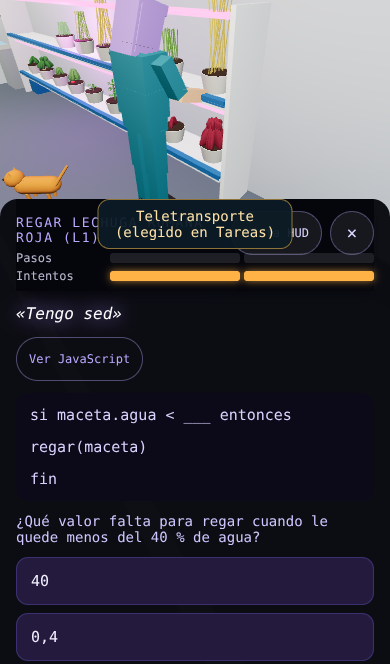 Teletransporte
(elegido en Tareas)
REGAR
ROJA (L1)
HUD
×
Pasos
Intentos
«Tengo sed»
Ver JavaScript
si maceta.agua < ___ entonces
regar(maceta)
fin
¿Qué valor falta para regar cuando le
quede menos del 40 % de agua?
40
0,4